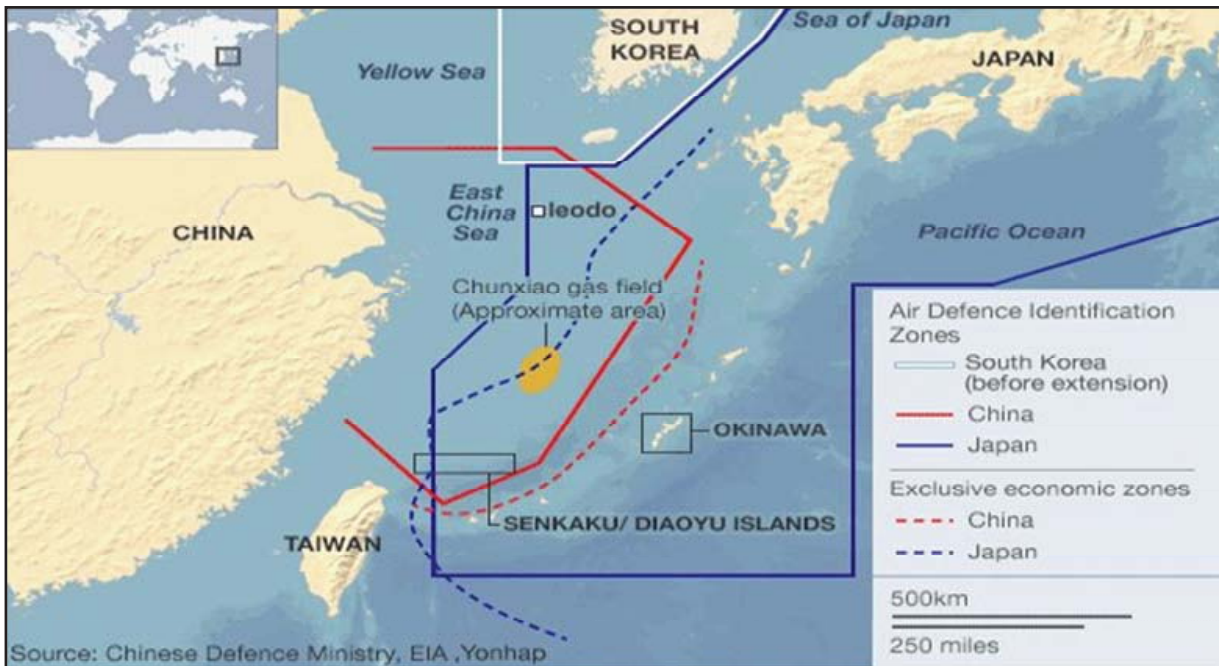 SOUTH
KOREA
Sea of Japan
JAPAN
Yellow Sea
East
China
Sea
leodo
CHINA
Pacific Ocean
Chunxiao gas field
(Approximate area)
OKINAWA
SENKAKU/ DIAOYU ISLANDS
TAIWAN
Air Defence Identification
Zones
South Korea
(before extension)
China
Japan
Exclusive economic zones
China
Japan
500km
250 miles
Source: Chinese Defence Ministry, EIA ,Yonhap